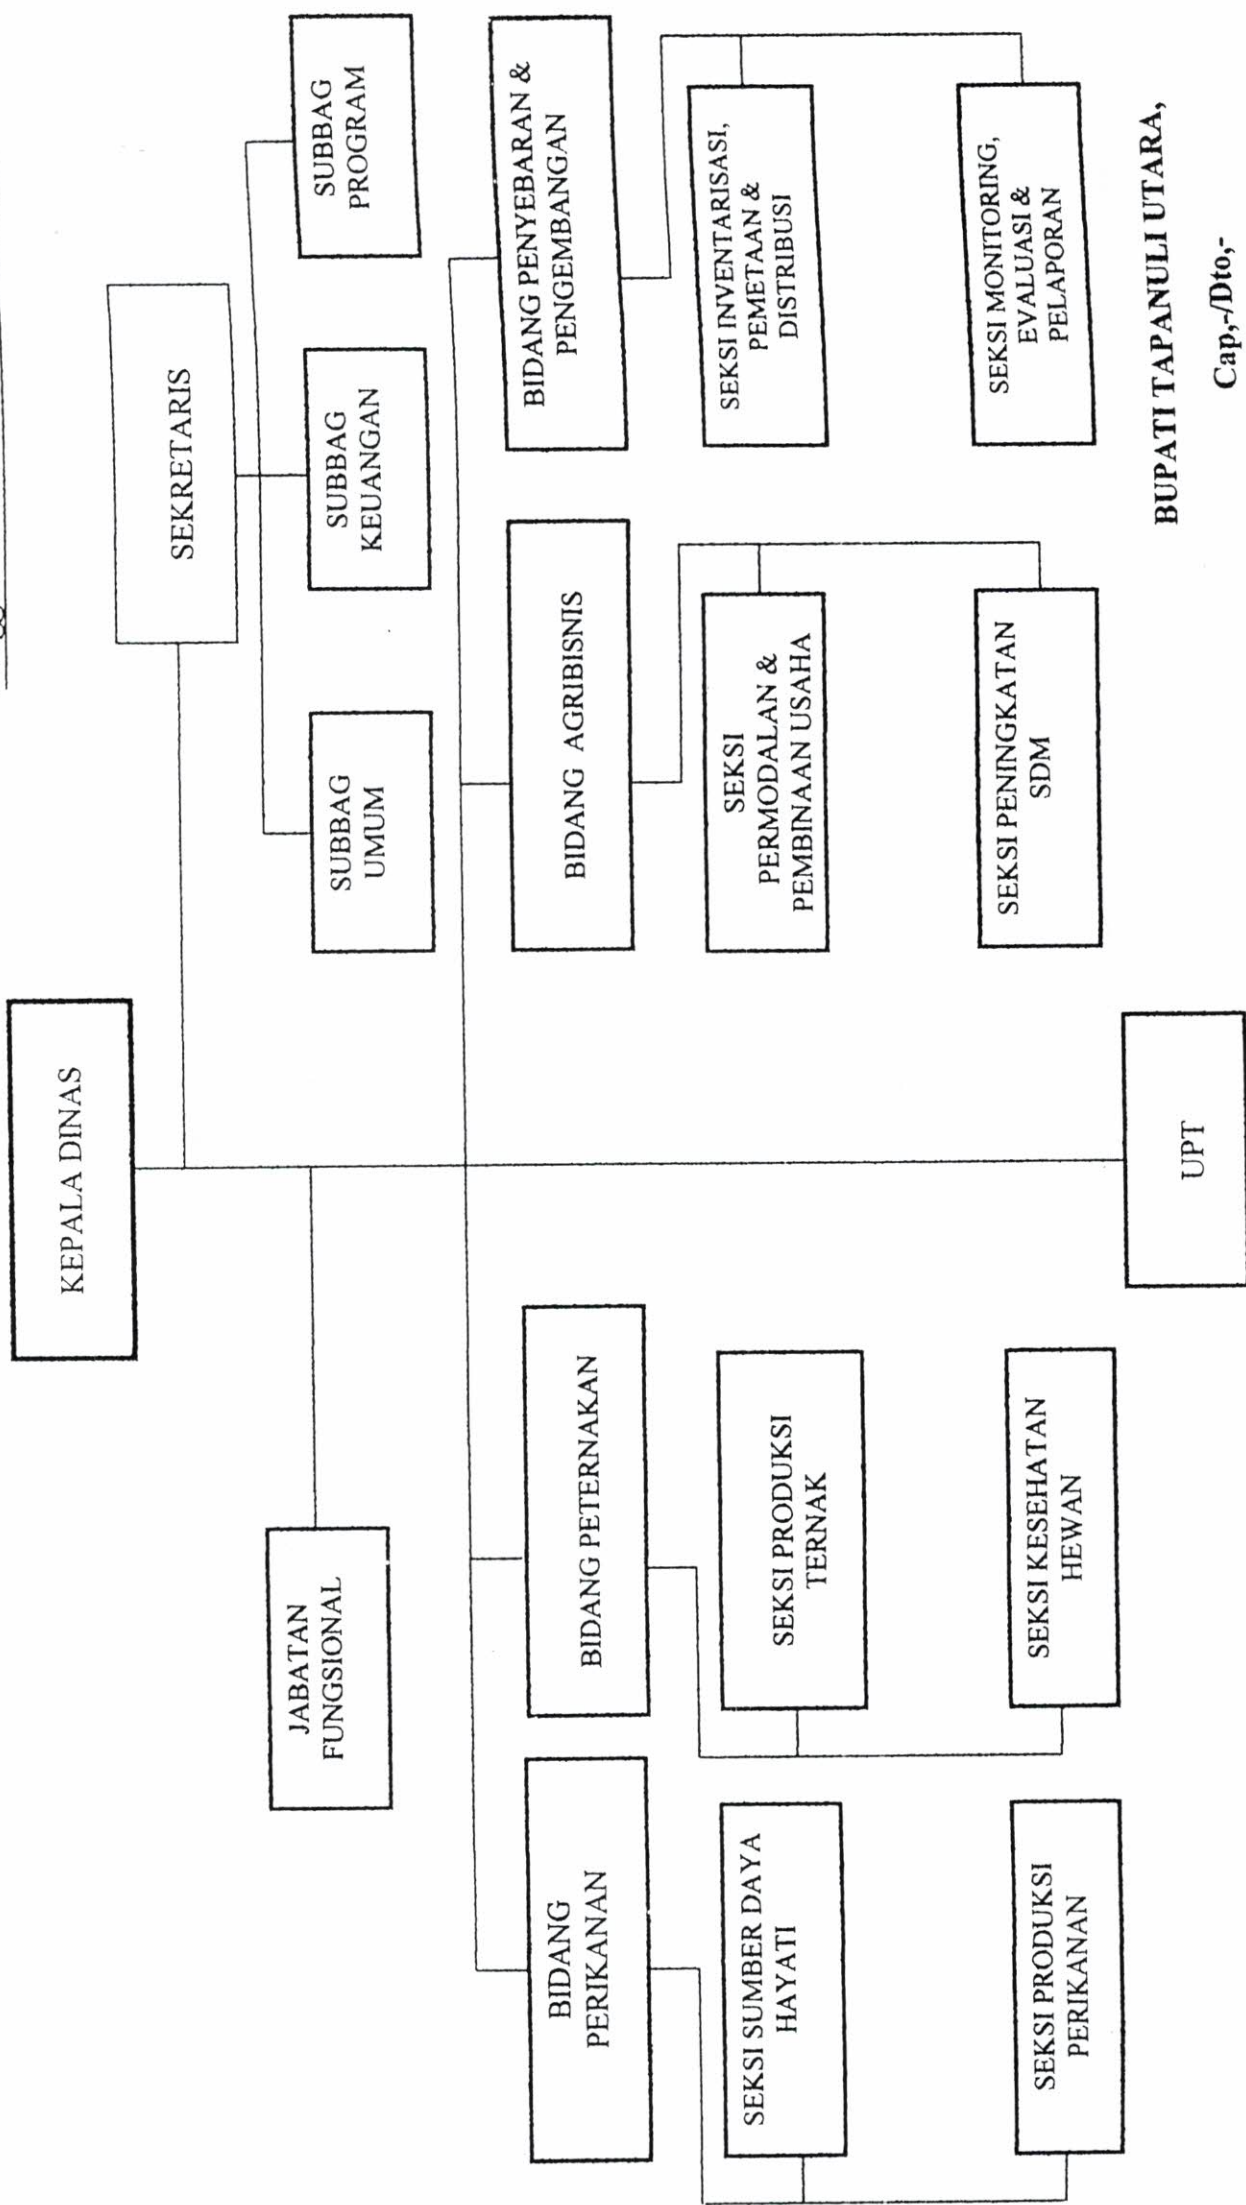 KEPALA DINAS
SEKRETARIS
JABATAN
FUNGSIONAL
SUBBAG
UMUM
SUBBAG
KEUANGAN
SUBBAG
PROGRAM
BIDANG
PERIKANAN
BIDANG PETERNAKAN
BIDANG AGRIBISNIS
BIDANG PENYEBARAN &
PENGEMBANGAN
SEKSI SUMBER DAYA
HAYATI
SEKSI PRODUKSI
TERNAK
SEKSI
PERMODALAN &
PEMBINAAN USAHA
SEKSI INVENTARISASI,
PEMETAAN &
DISTRIBUSI
SEKSI PRODUKSI
PERIKANAN
SEKSI KESEHATAN
HEWAN
SEKSI PENINGKATAN
SDM
SEKSI MONITORING,
EVALUASI &
PELAPORAN
UPT
BUPATI TAPANULI UTARA,
Cap,-/Dto,-